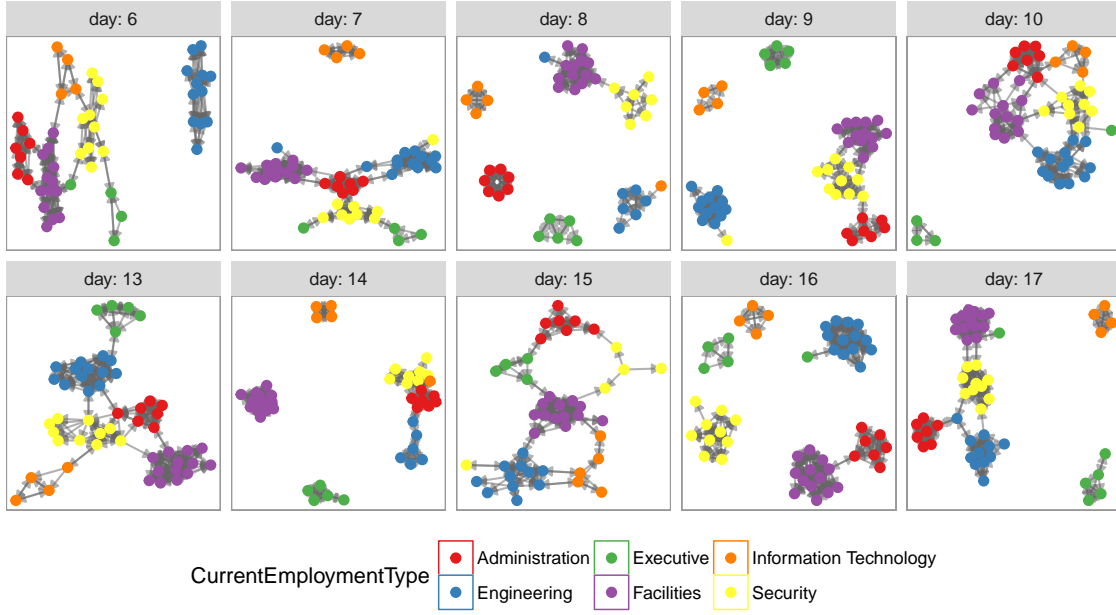 day: 6
day: 7
day: 8
day: 9
day: 10
day: 13
day: 14
day: 15
day: 16
day: 17
CurrentEmploymentType
Administration
Executive
Information Technology
Engineering
Facilities
Security